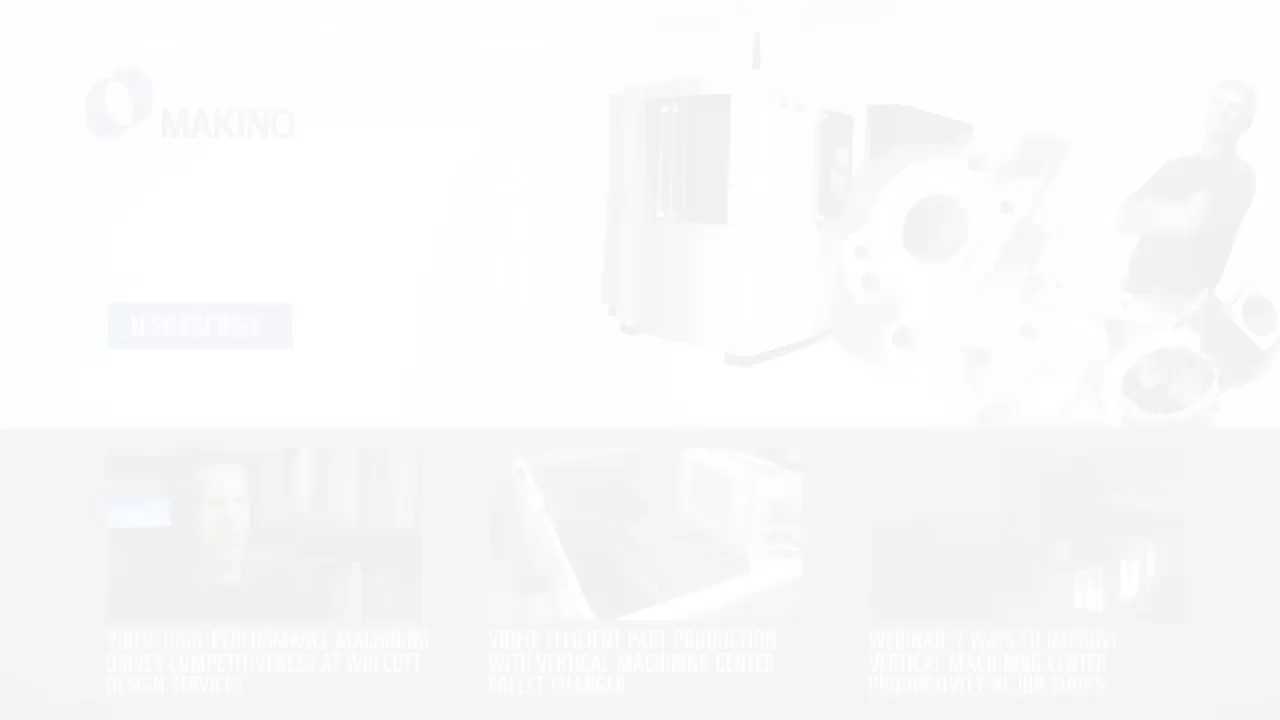 MAKINO
SUBSCRIBE
VIDEO: HIGH-PERFORMANCE MACHINING
DRIVES COMPETITIVENESS AT WOLCOTT
DESIGN SERVICES
VIDEO: EFFICIENT PART PRODUCTION
WITH VERTICAL MACHINING CENTER
PALLET CHANGER
WEBINAR: 7 WAYS TO IMPROVE
VERTICAL MACHINING CENTER
PRODUCTIVITY IN JOB SHOPS